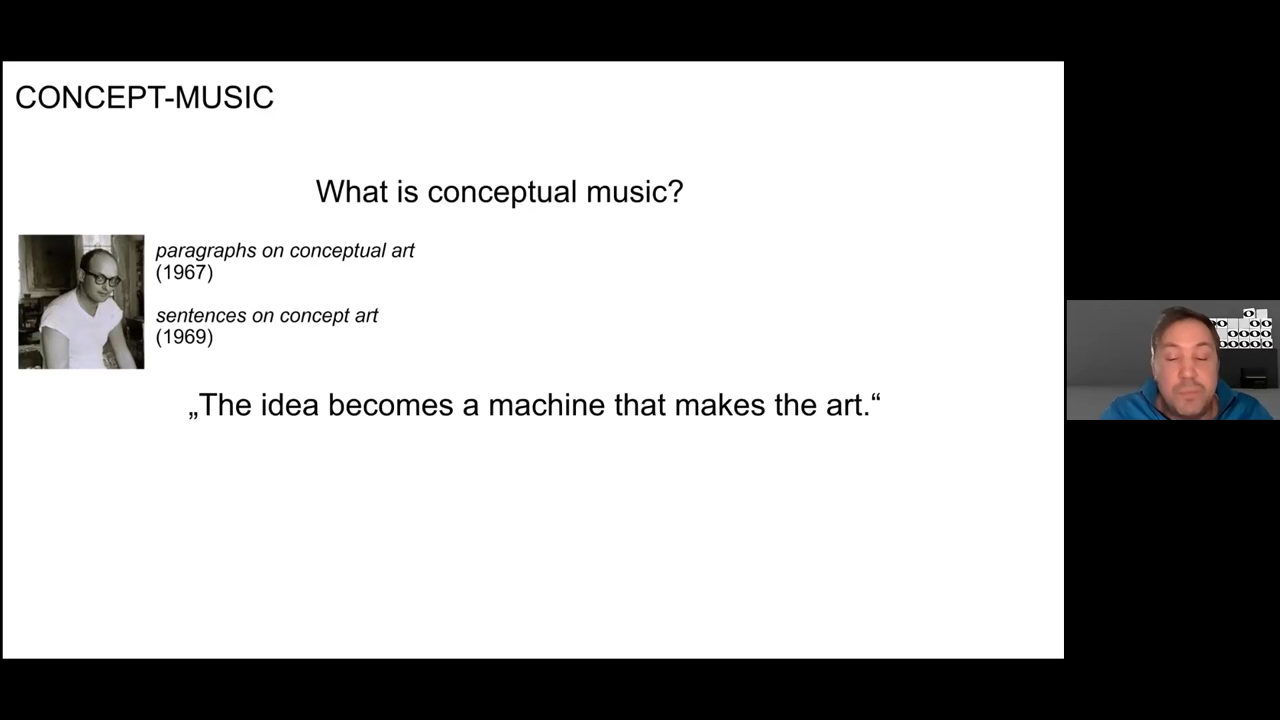 CONCEPT-MUSIC
What is conceptual music?
paragraphs on conceptual art
(1967)
sentences on concept art
(1969)
„The idea becomes a machine that makes the art.“